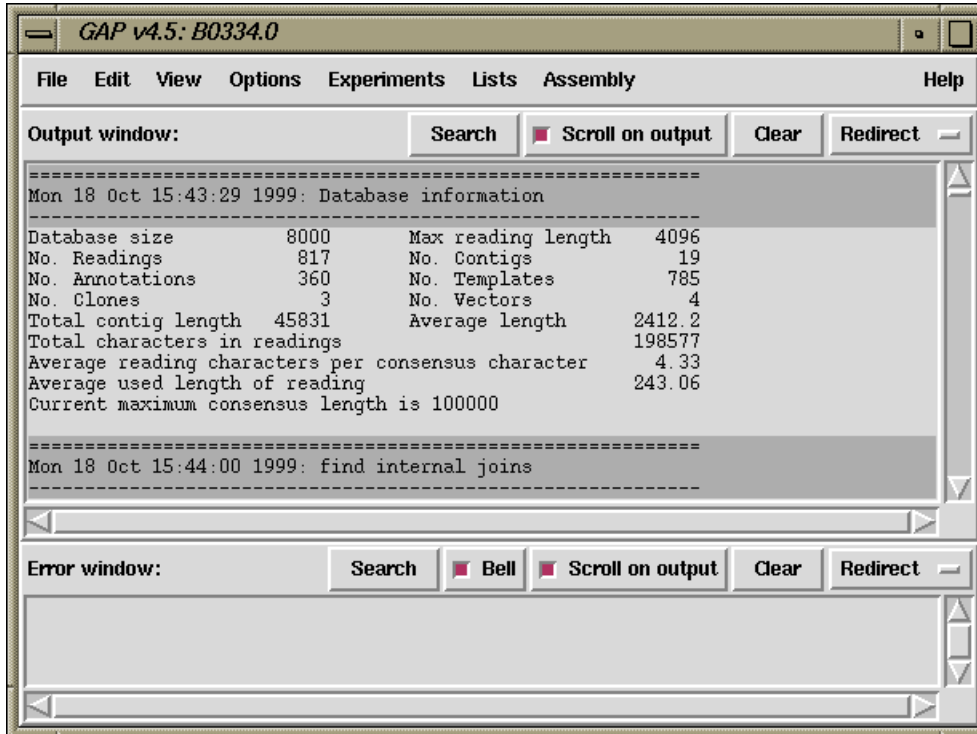 GAP v4.5: B0334.0
File Edit View Options Experiments Lists Assembly Help
Output window: Search Scroll on output Clear Redirect
==============================================================
Mon 18 Oct 15:43:29 1999: Database information
--------------------------------------------------------------
Database size 8000 Max reading length 4096
No. Readings 817 No. Contigs 19
No. Annotations 360 No. Templates 785
No. Clones 3 No. Vectors 4
Total contig length 45831 Average length 2412.2
Total characters in readings 198577
Average reading characters per consensus character 4.33
Average used length of reading 243.06
Current maximum consensus length is 100000
==============================================================
Mon 18 Oct 15:44:00 1999: find internal joins
--------------------------------------------------------------
Error window: Search Bell Scroll on output Clear Redirect